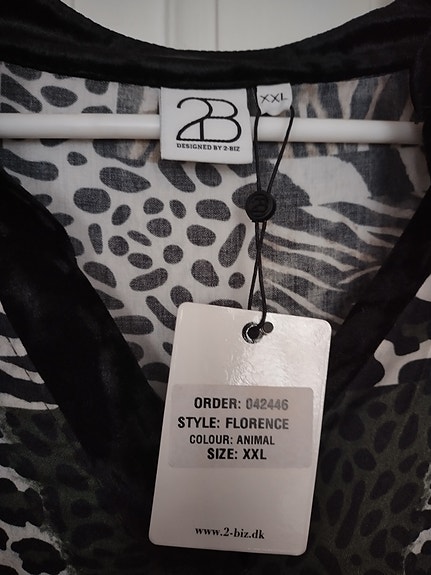 2B
DESIGNED BY 2-BIZ
XXL
ORDER: 042446
STYLE: FLORENCE
COLOUR: ANIMAL
SIZE: XXL
www.2-biz.dk